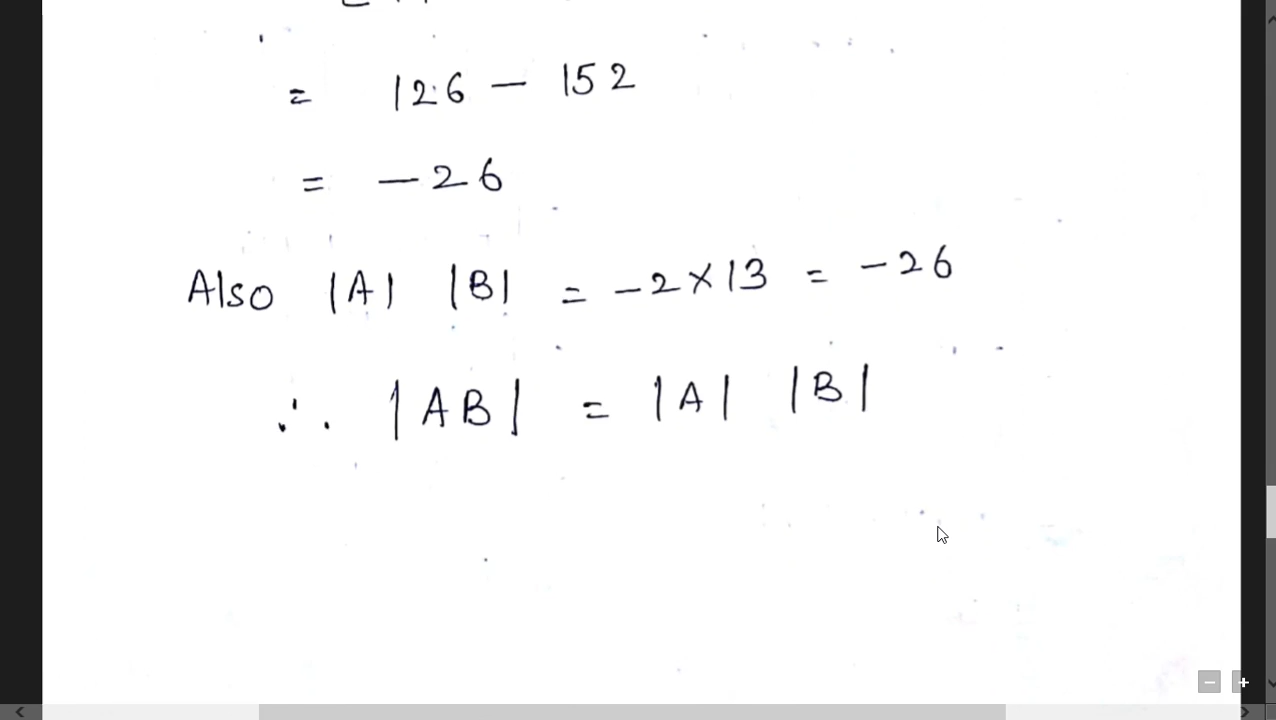 = 126 - 152
= - 26
Also |A| |B| = -2 × 13 = -26
∴ |AB| = |A| |B|